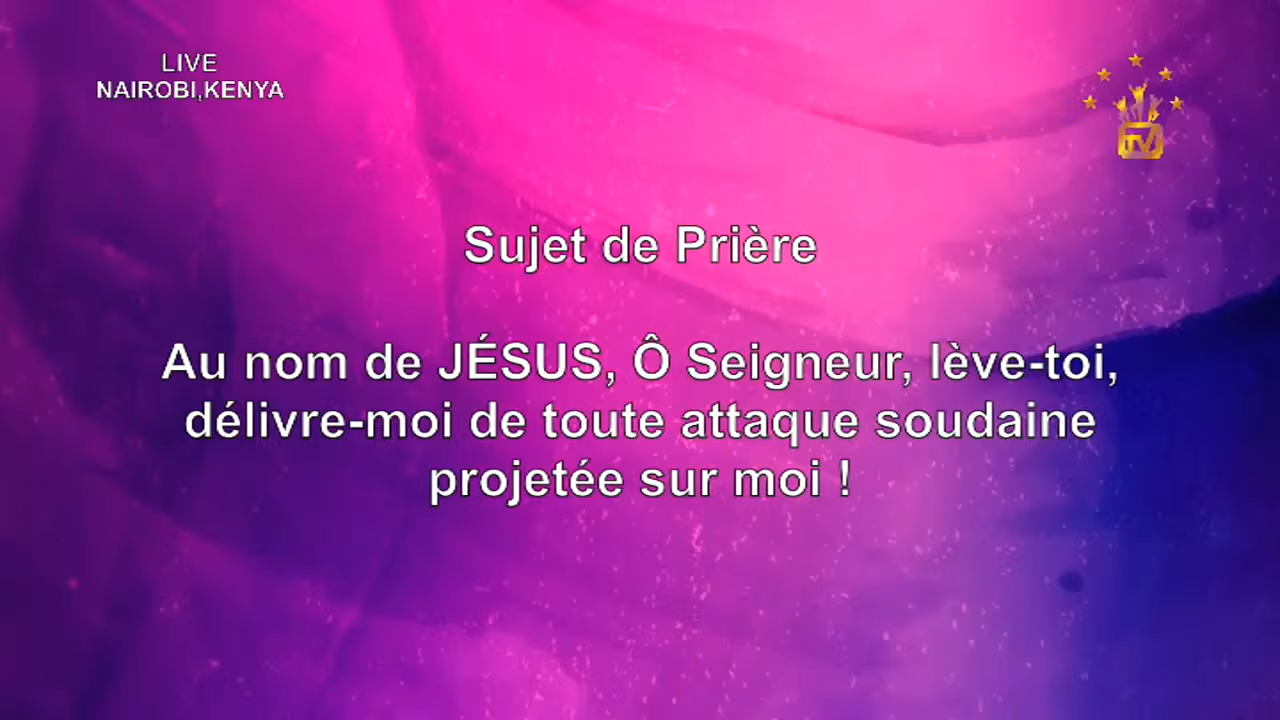 LIVE
NAIROBI,KENYA
TV
Sujet de Prière
Au nom de JÉSUS, Ô Seigneur, lève-toi,
délivre-moi de toute attaque soudaine
projetée sur moi !